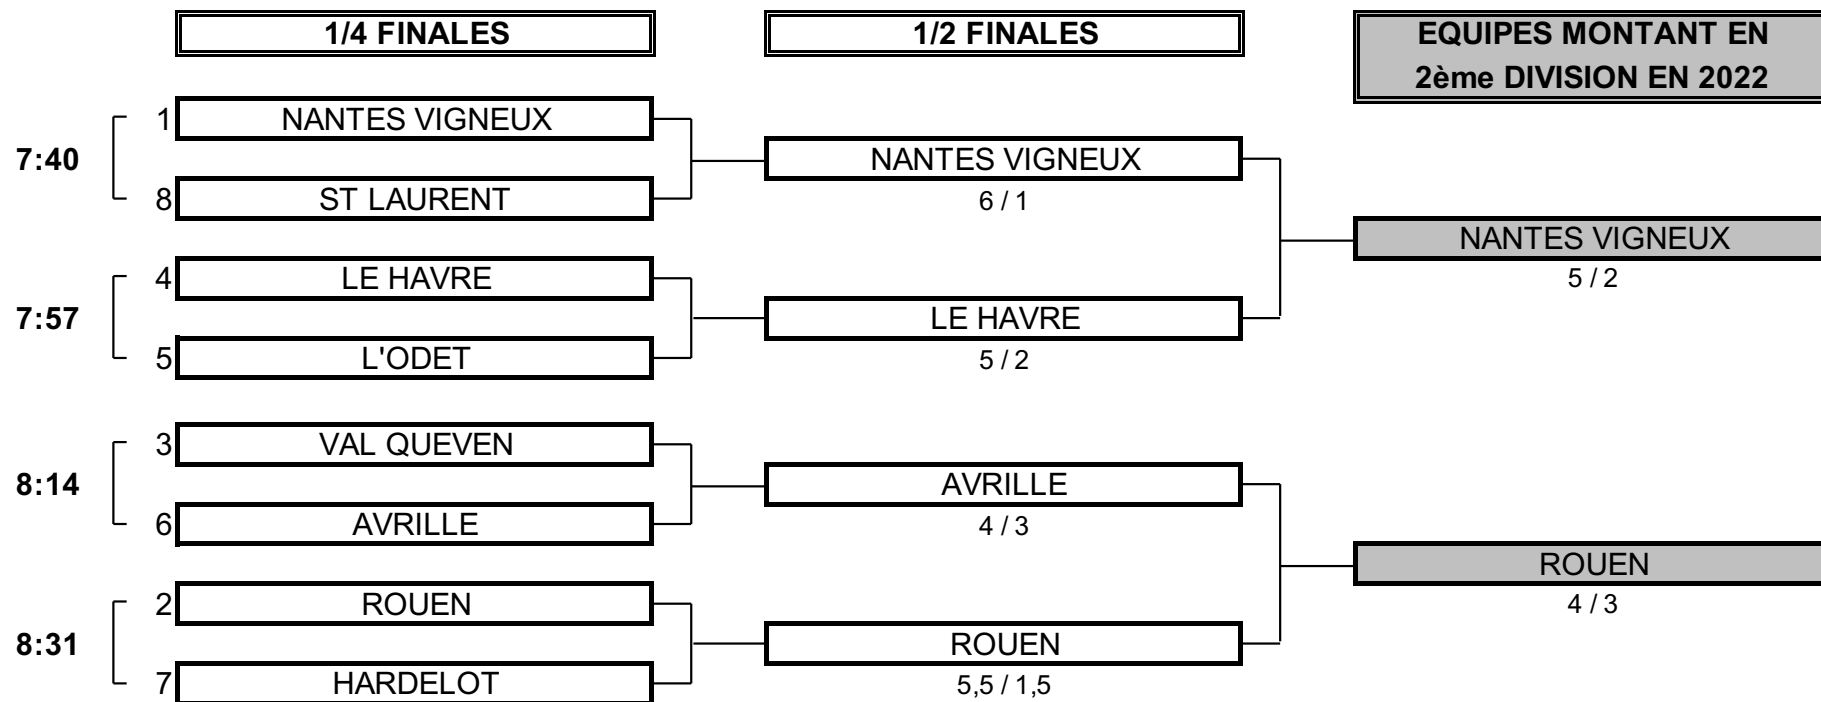 1/4 FINALES
1/2 FINALES
EQUIPES MONTANT EN
2ème DIVISION EN 2022
7:40
1 NANTES VIGNEUX
8 ST LAURENT
NANTES VIGNEUX
6 / 1
NANTES VIGNEUX
5 / 2
7:57
4 LE HAVRE
5 L'ODET
LE HAVRE
5 / 2
8:14
3 VAL QUEVEN
6 AVRILLE
AVRILLE
4 / 3
ROUEN
4 / 3
8:31
2 ROUEN
7 HARDELOT
ROUEN
5,5 / 1,5